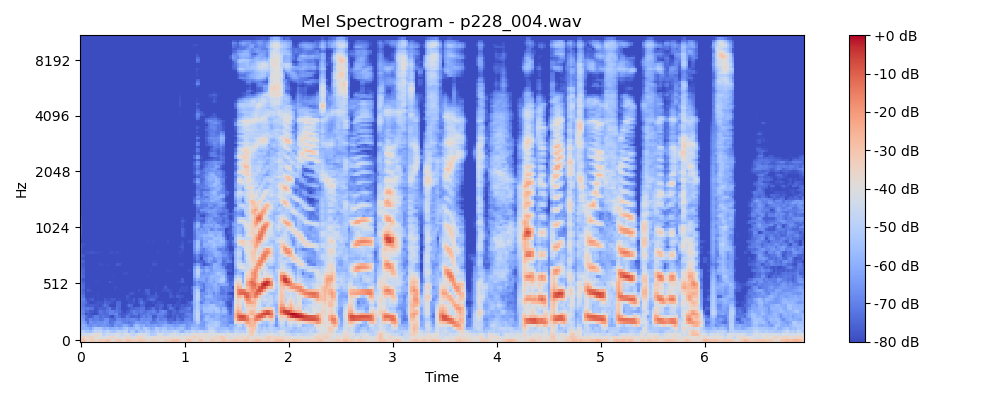 Mel Spectrogram - p228_004.wav
Hz
8192
4096
2048
1024
512
0
0 1 2 3 4 5 6
Time
+0 dB
-10 dB
-20 dB
-30 dB
-40 dB
-50 dB
-60 dB
-70 dB
-80 dB